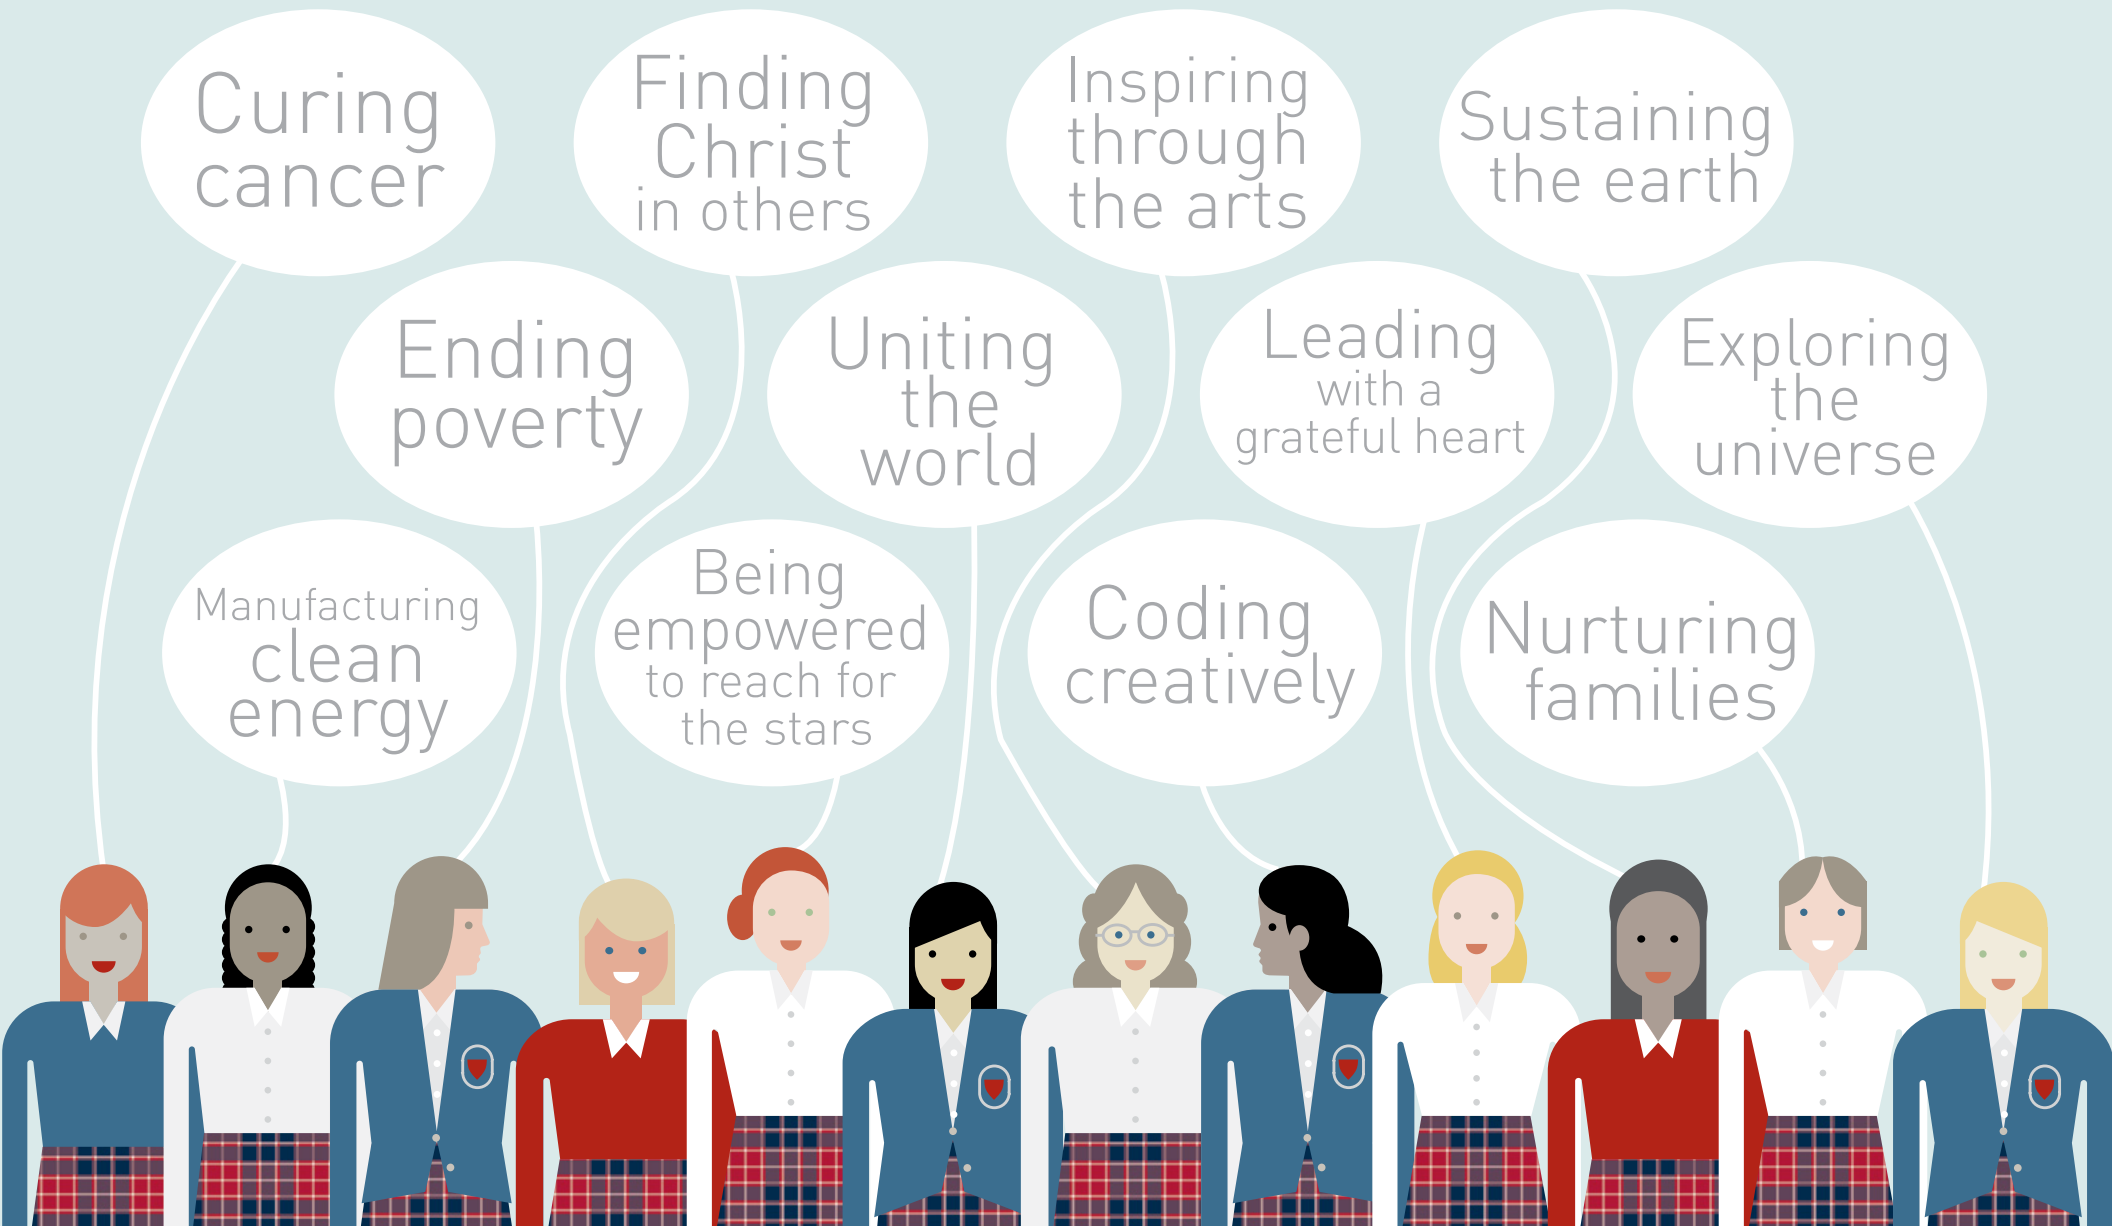 Curing
cancer
Finding
Christ
in others
Inspiring
through
the arts
Sustaining
the earth
Ending
poverty
Uniting
the
world
Leading
with a
grateful heart
Exploring
the
universe
Manufacturing
clean
energy
Being
empowered
to reach for
the stars
Coding
creatively
Nurturing
families